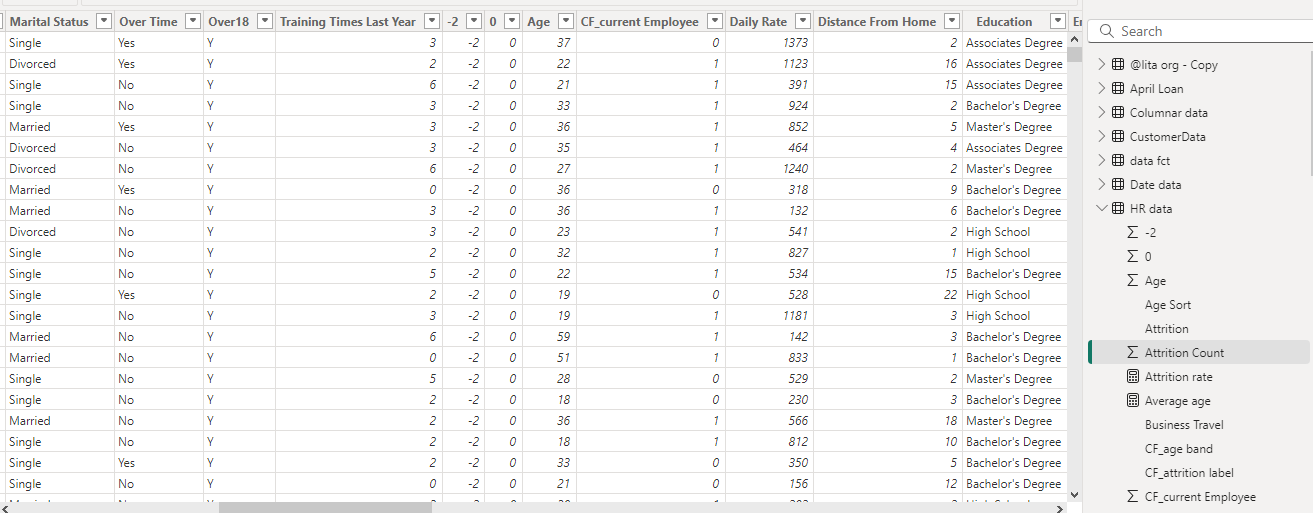 Marital Status Over Time Over18 Training Times Last Year -2 0 Age CF_current Employee Daily Rate Distance From Home Education
Single Yes Y 3 -2 0 37 0 1373 2 Associates Degree
Divorced Yes Y 2 -2 0 22 1 1123 16 Associates Degree
Single No Y 6 -2 0 21 1 391 15 Associates Degree
Single No Y 3 -2 0 33 1 924 2 Bachelor's Degree
Married Yes Y 3 -2 0 36 1 852 5 Master's Degree
Divorced No Y 3 -2 0 35 1 464 4 Associates Degree
Divorced No Y 6 -2 0 27 1 1240 2 Master's Degree
Married Yes Y 0 -2 0 36 0 318 9 Bachelor's Degree
Married No Y 3 -2 0 36 1 132 6 Bachelor's Degree
Divorced No Y 3 -2 0 23 1 541 2 High School
Single No Y 2 -2 0 32 1 827 1 High School
Single No Y 5 -2 0 22 1 534 15 Bachelor's Degree
Single Yes Y 2 -2 0 19 0 528 22 High School
Single No Y 3 -2 0 19 1 1181 3 High School
Married No Y 6 -2 0 59 1 142 3 Bachelor's Degree
Married No Y 0 -2 0 51 1 833 1 Bachelor's Degree
Single No Y 5 -2 0 28 0 529 2 Master's Degree
Single No Y 2 -2 0 18 0 230 3 Bachelor's Degree
Married No Y 2 -2 0 36 1 566 18 Master's Degree
Single No Y 2 -2 0 18 1 812 10 Bachelor's Degree
Single Yes Y 2 -2 0 33 0 350 5 Bachelor's Degree
Single No Y 0 -2 0 21 0 156 12 Bachelor's Degree
Search
@lita org - Copy
April Loan
Columnar data
CustomerData
data fct
Date data
HR data
-2
0
Age
Age Sort
Attrition
Attrition Count
Attrition rate
Average age
Business Travel
CF_age band
CF_attrition label
CF_current Employee